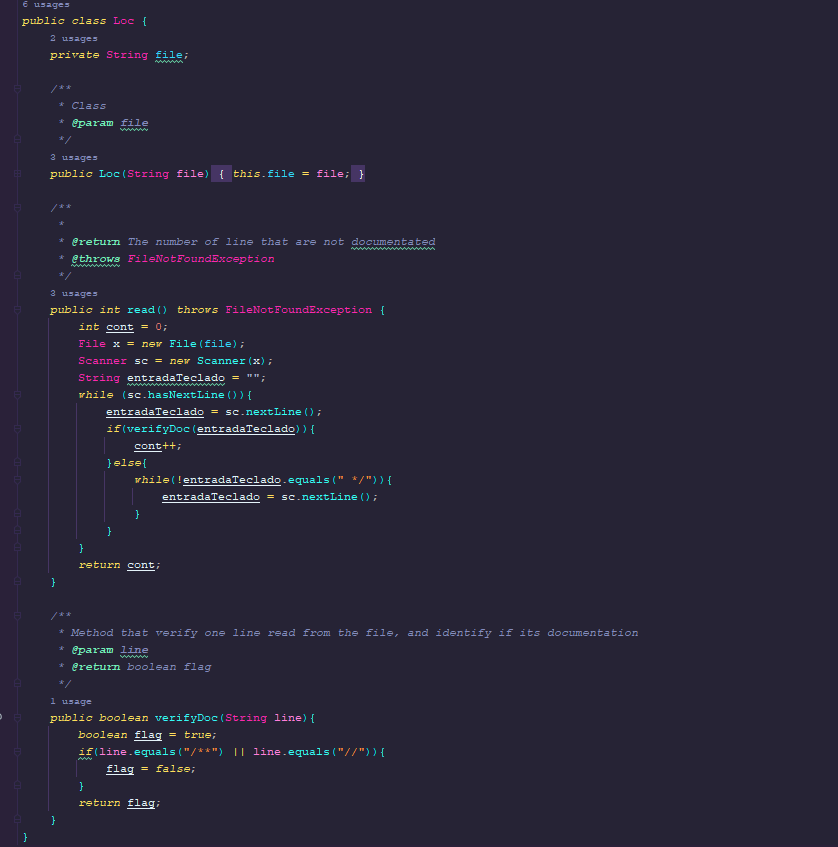 6 usages
public class Loc {
2 usages
private String file;
/**
* Class
* @param file
*/
3 usages
public Loc(String file) { this.file = file; }
/**
*
* @return The number of line that are not documentated
* @throws FileNotFoundException
*/
3 usages
public int read() throws FileNotFoundException {
int cont = 0;
File x = new File(file);
Scanner sc = new Scanner(x);
String entradaTeclado = "";
while (sc.hasNextLine()){
entradaTeclado = sc.nextLine();
if(verifyDoc(entradaTeclado)){
cont++;
}else{
while(!entradaTeclado.equals(" */")){
entradaTeclado = sc.nextLine();
}
}
}
return cont;
}
/**
* Method that verify one line read from the file, and identify if its documentation
* @param line
* @return boolean flag
*/
1 usage
public boolean verifyDoc(String line){
boolean flag = true;
if(line.equals("/**") || line.equals("//")){
flag = false;
}
return flag;
}
}